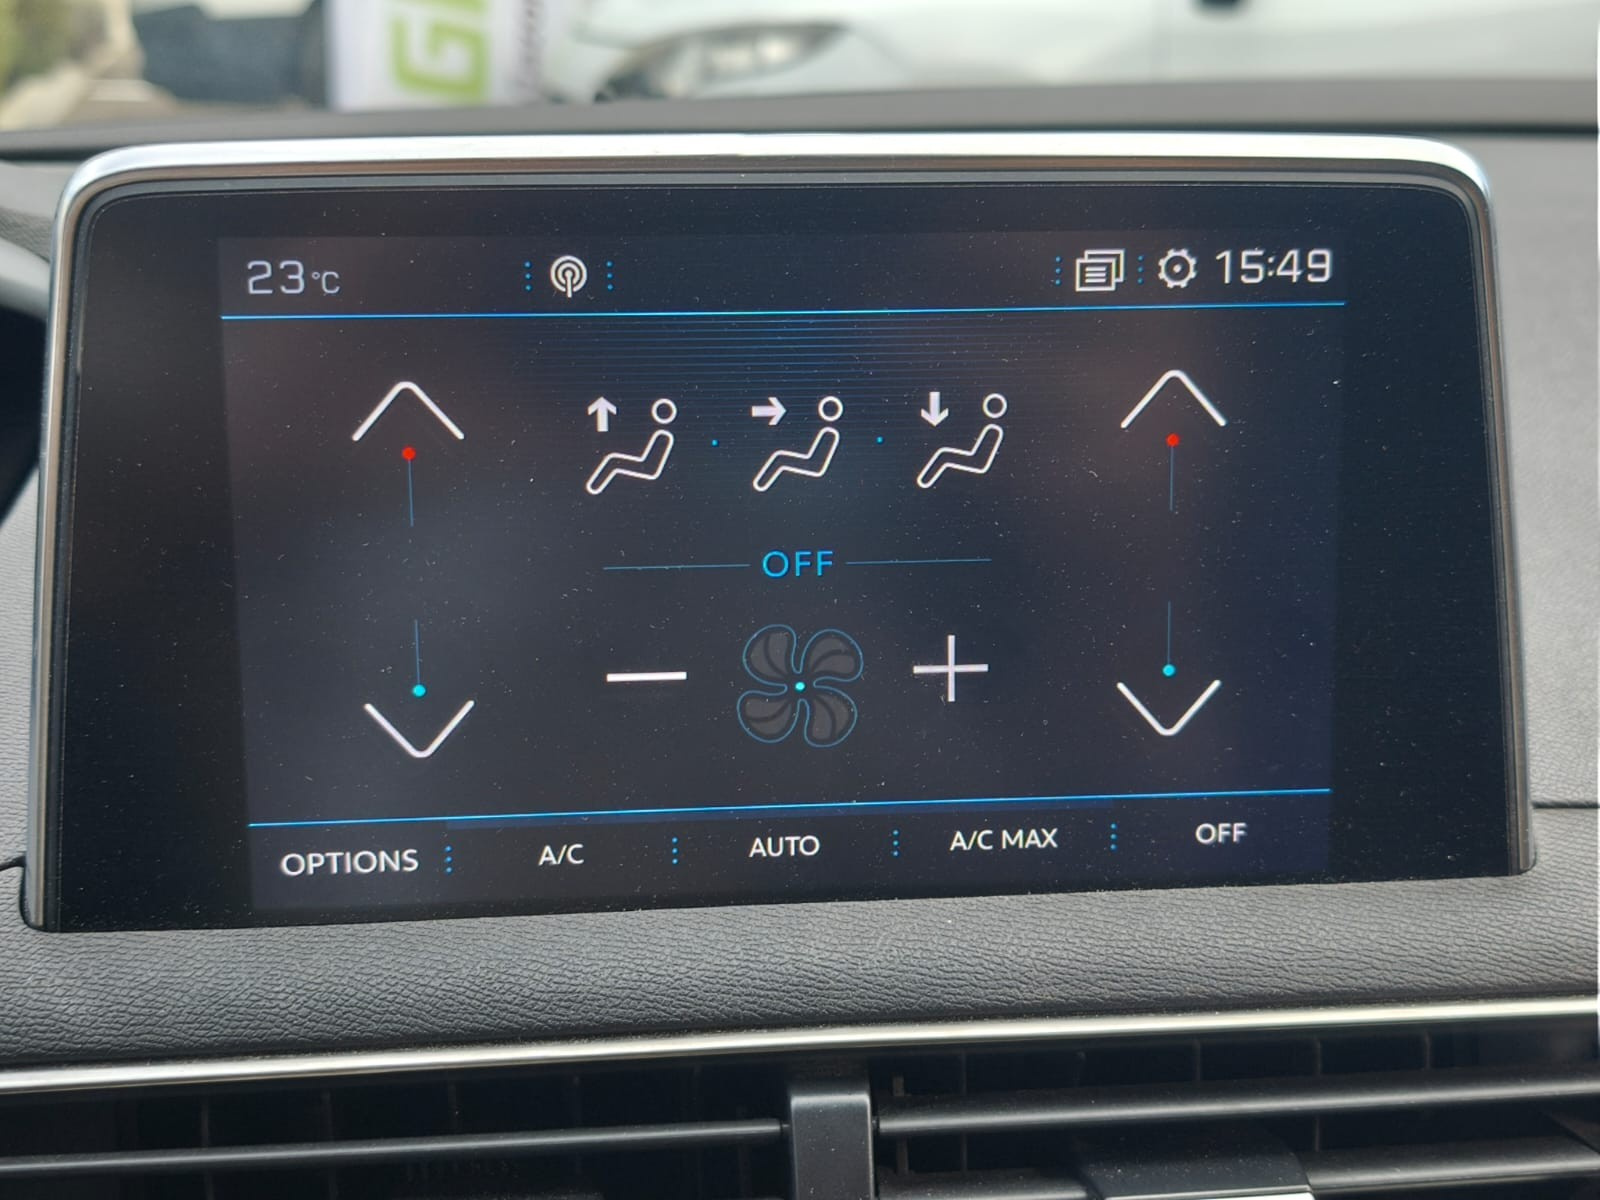 23°C
15:49
OFF
OPTIONS
A/C
AUTO
A/C MAX
OFF